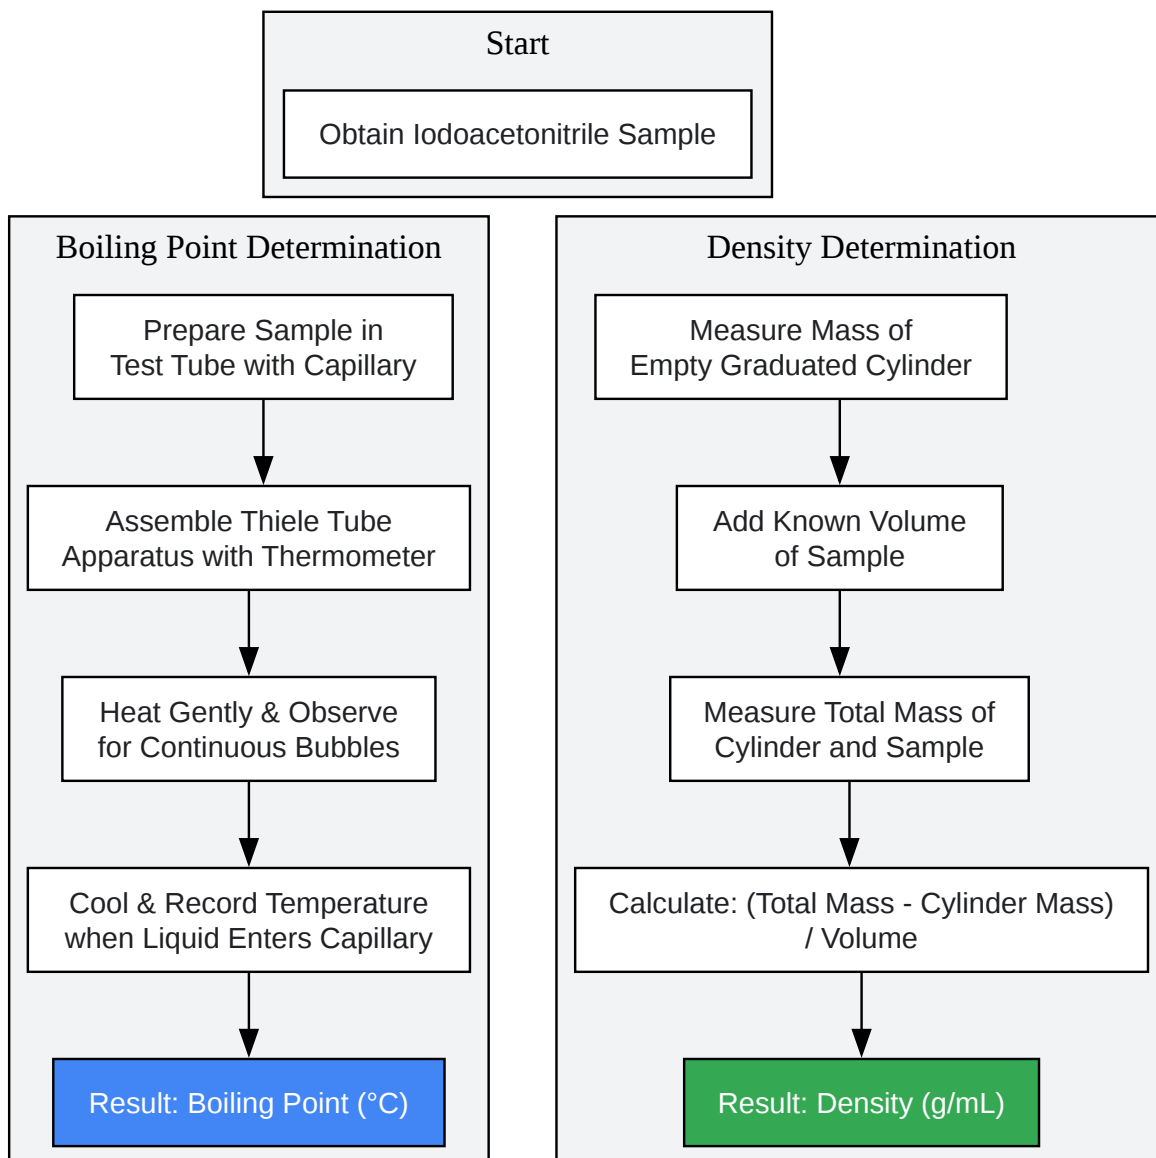 Start
Obtain Iodoacetonitrile Sample
Boiling Point Determination
Prepare Sample in
Test Tube with Capillary
Assemble Thiele Tube
Apparatus with Thermometer
Heat Gently & Observe
for Continuous Bubbles
Cool & Record Temperature
when Liquid Enters Capillary
Result: Boiling Point (°C)
Density Determination
Measure Mass of
Empty Graduated Cylinder
Add Known Volume
of Sample
Measure Total Mass of
Cylinder and Sample
Calculate: (Total Mass - Cylinder Mass)
/ Volume
Result: Density (g/mL)